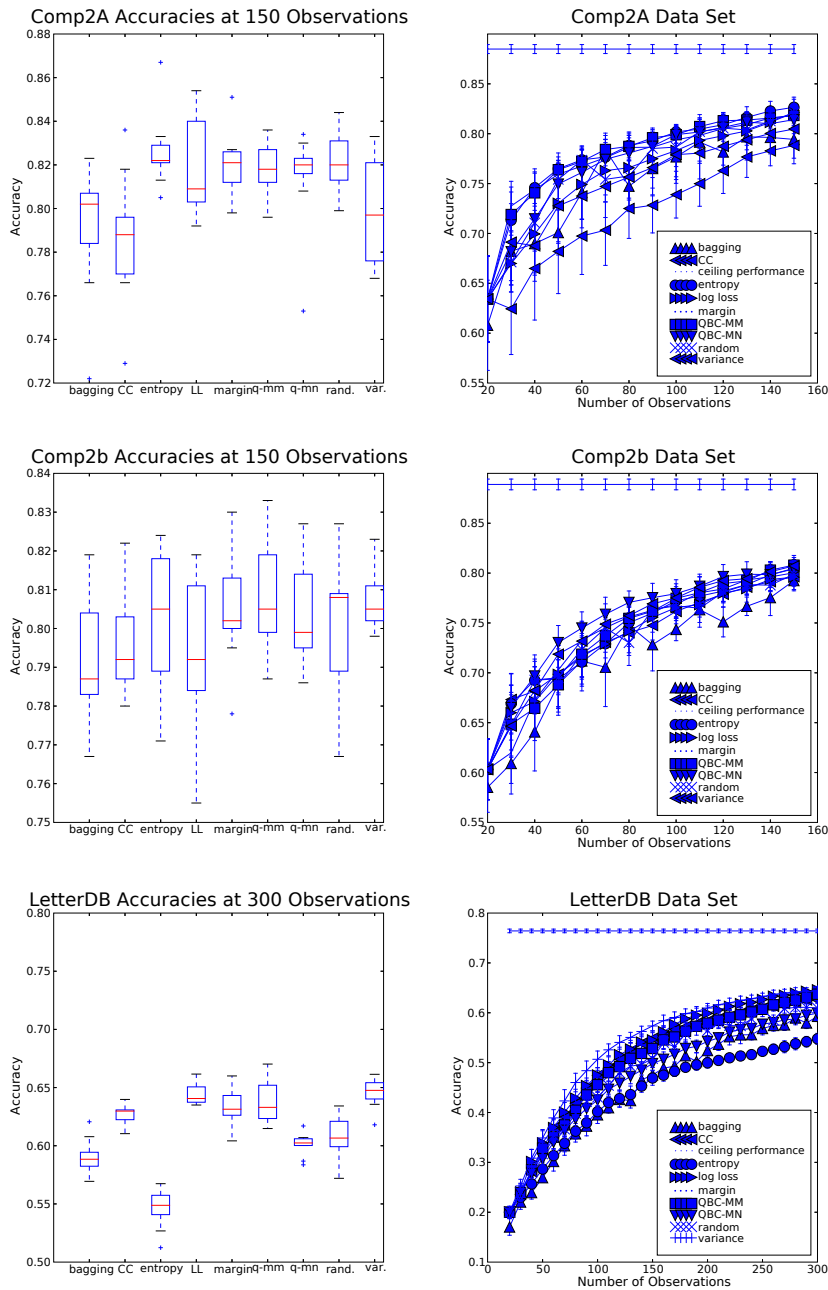 Comp2A Accuracies at 150 Observations
0.88
0.86
0.84
0.82
0.80
0.78
0.76
0.74
0.72
Accuracy
bagging CC entropy LL margin q-mm q-mn rand. var.
Comp2A Data Set
0.85
0.80
0.75
0.70
0.65
0.60
0.55
Accuracy
bagging
CC
ceiling performance
entropy
log loss
margin
QBC-MM
QBC-MN
random
variance
20 40 60 80 100 120 140 160
Number of Observations
Comp2b Accuracies at 150 Observations
0.84
0.83
0.82
0.81
0.80
0.79
0.78
0.77
0.76
0.75
Accuracy
bagging CC entropy LL margin q-mm q-mn rand. var.
Comp2b Data Set
0.85
0.80
0.75
0.70
0.65
0.60
0.55
Accuracy
bagging
CC
ceiling performance
entropy
log loss
margin
QBC-MM
QBC-MN
random
variance
20 40 60 80 100 120 140 160
Number of Observations
LetterDB Accuracies at 300 Observations
0.80
0.75
0.70
0.65
0.60
0.55
0.50
Accuracy
bagging CC entropy LL margin q-mm q-mn rand. var.
LetterDB Data Set
0.8
0.7
0.6
0.5
0.4
0.3
0.2
0.1
Accuracy
bagging
CC
ceiling performance
entropy
log loss
margin
QBC-MM
QBC-MN
random
variance
0 50 100 150 200 250 300
Number of Observations